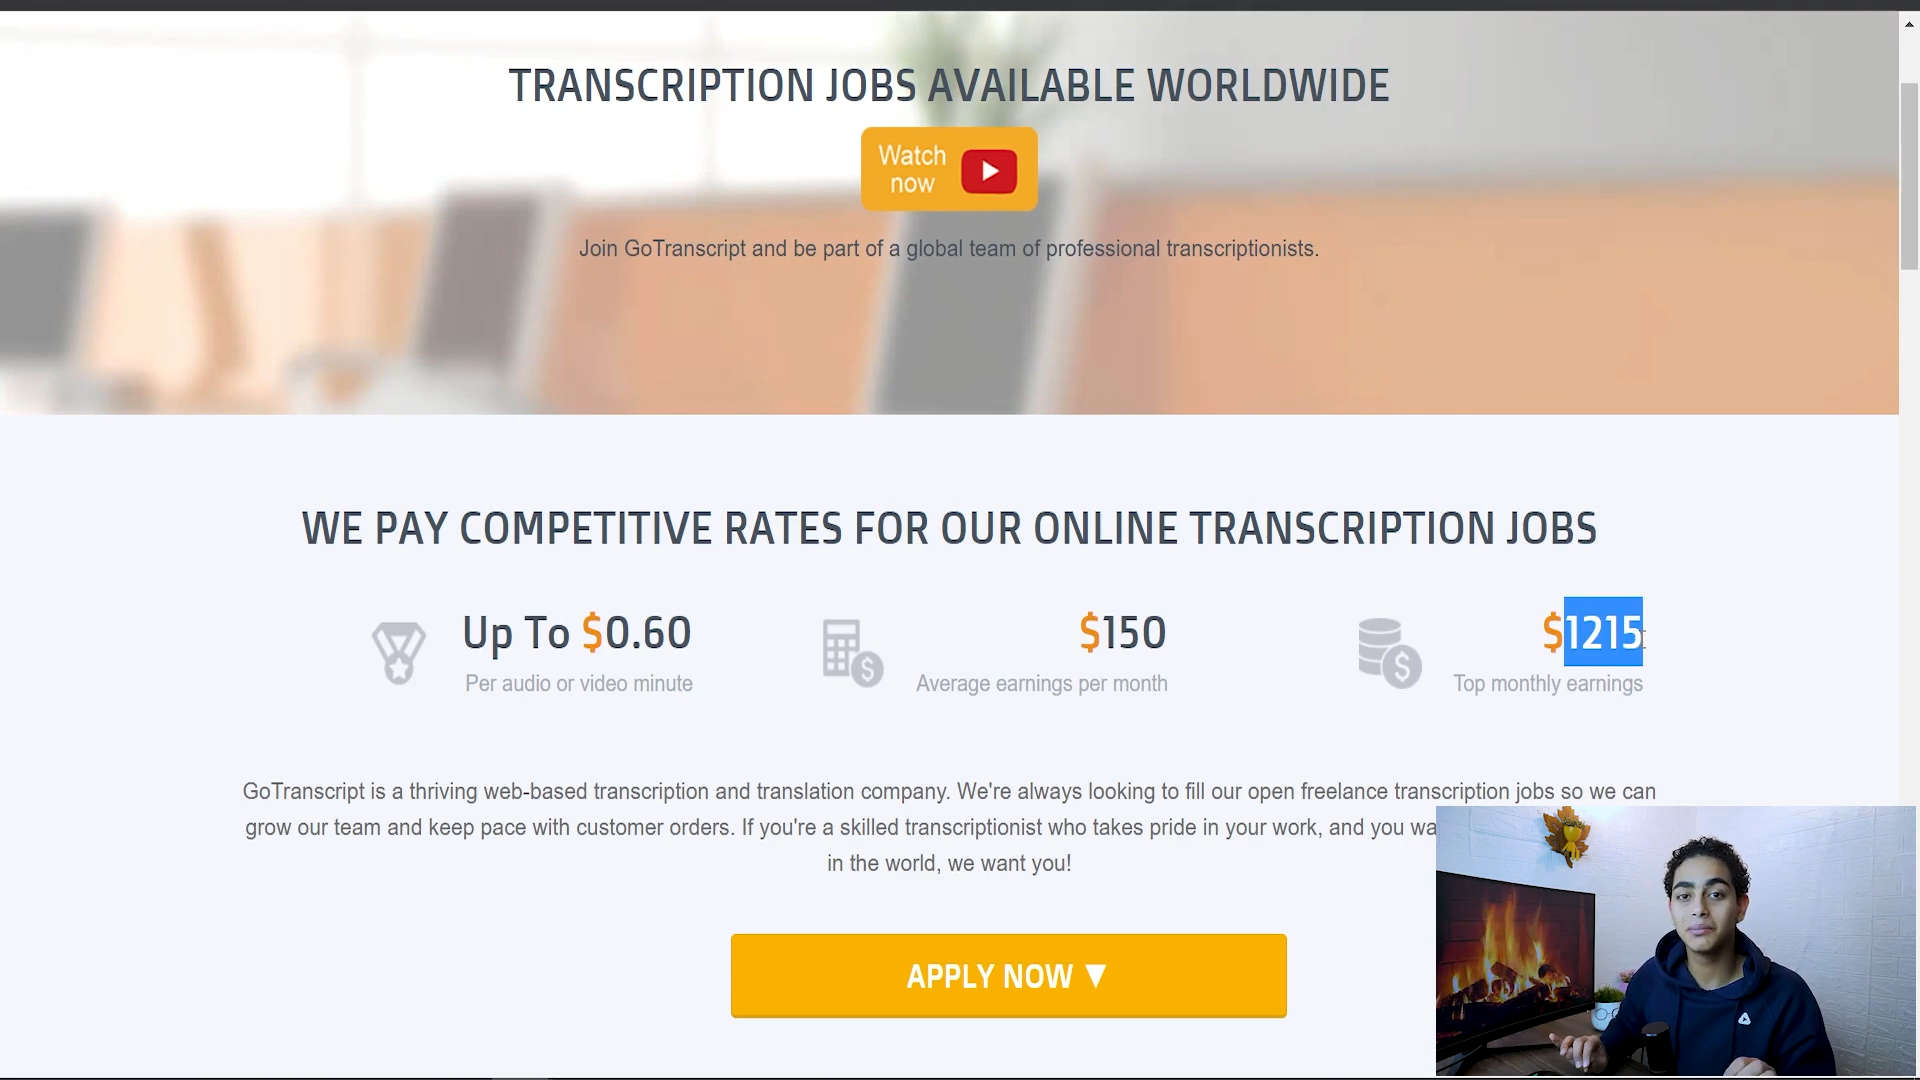 TRANSCRIPTION JOBS AVAILABLE WORLDWIDE
Watch
now
Join GoTranscript and be part of a global team of professional transcriptionists.
WE PAY COMPETITIVE RATES FOR OUR ONLINE TRANSCRIPTION JOBS
Up To $0.60
Per audio or video minute
$150
Average earnings per month
$1215
Top monthly earnings
GoTranscript is a thriving web-based transcription and translation company. We're always looking to fill our open freelance transcription jobs so we can
grow our team and keep pace with customer orders. If you're a skilled transcriptionist who takes pride in your work, and you
in the world, we want you!
APPLY NOW ▼